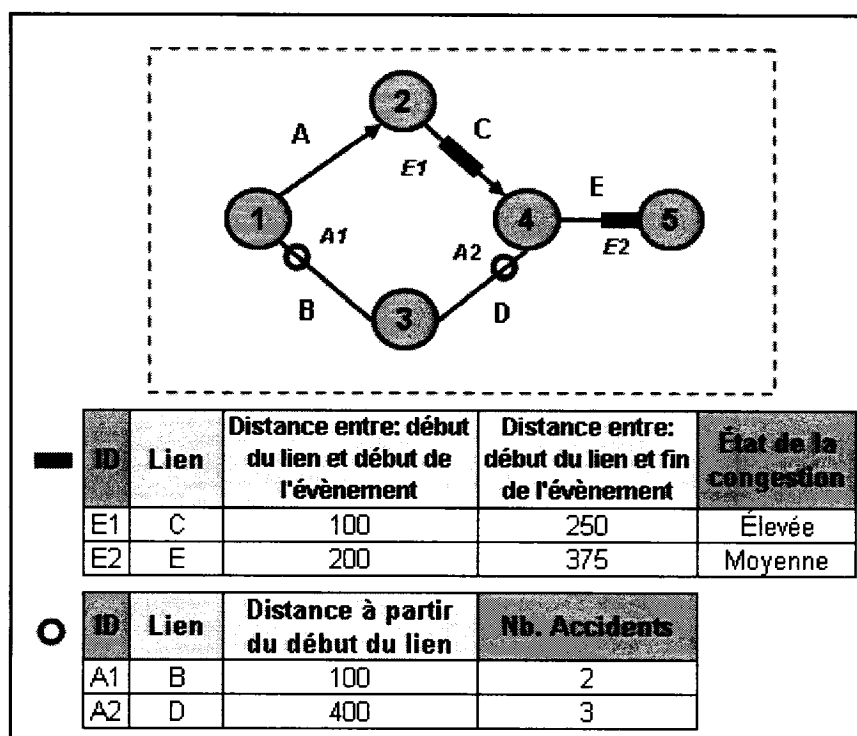 2
A
C
E1
1
A1
A2
4
E
5
E2
B
3
D
ID Lien Distance entre: début du lien et début de l'évènement Distance entre: début du lien et fin de l'évènement État de la congestion
E1 C 100 250 Élevée
E2 E 200 375 Moyenne
ID Lien Distance à partir du début du lien Nb. Accidents
A1 B 100 2
A2 D 400 3